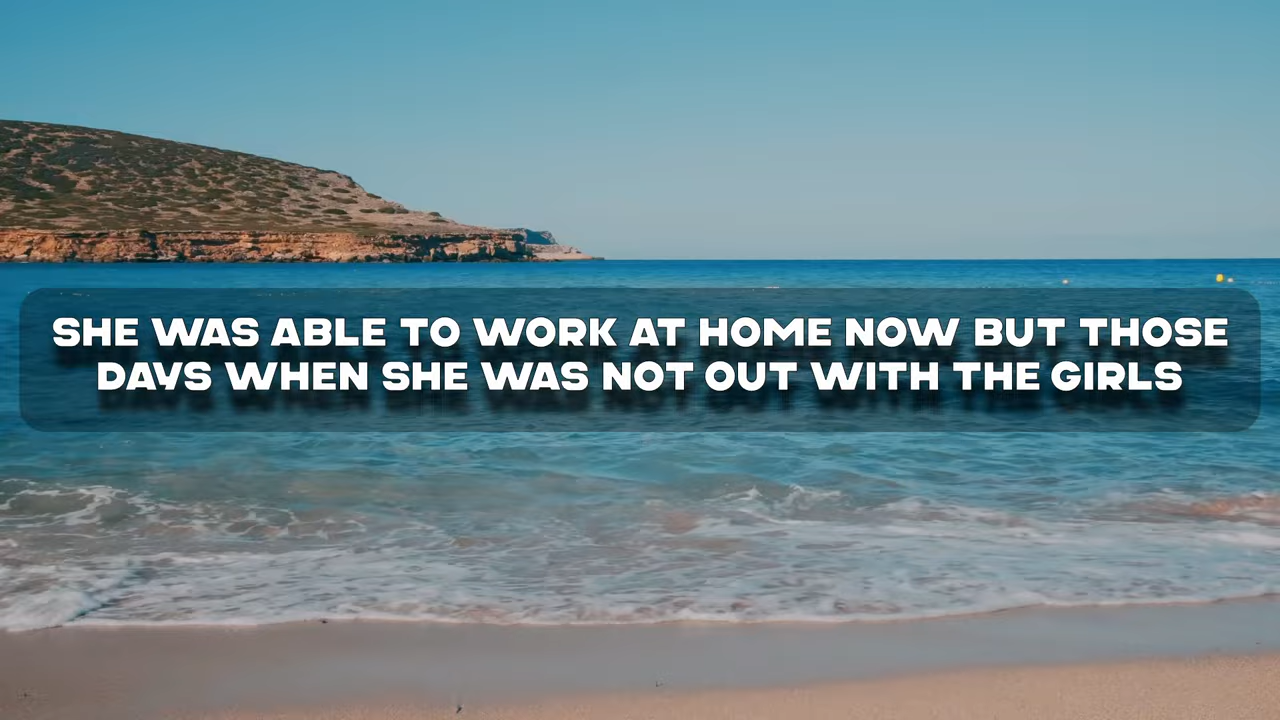 SHE WAS ABLE TO WORK AT HOME NOW BUT THOSE
DAYS WHEN SHE WAS NOT OUT WITH THE GIRLS